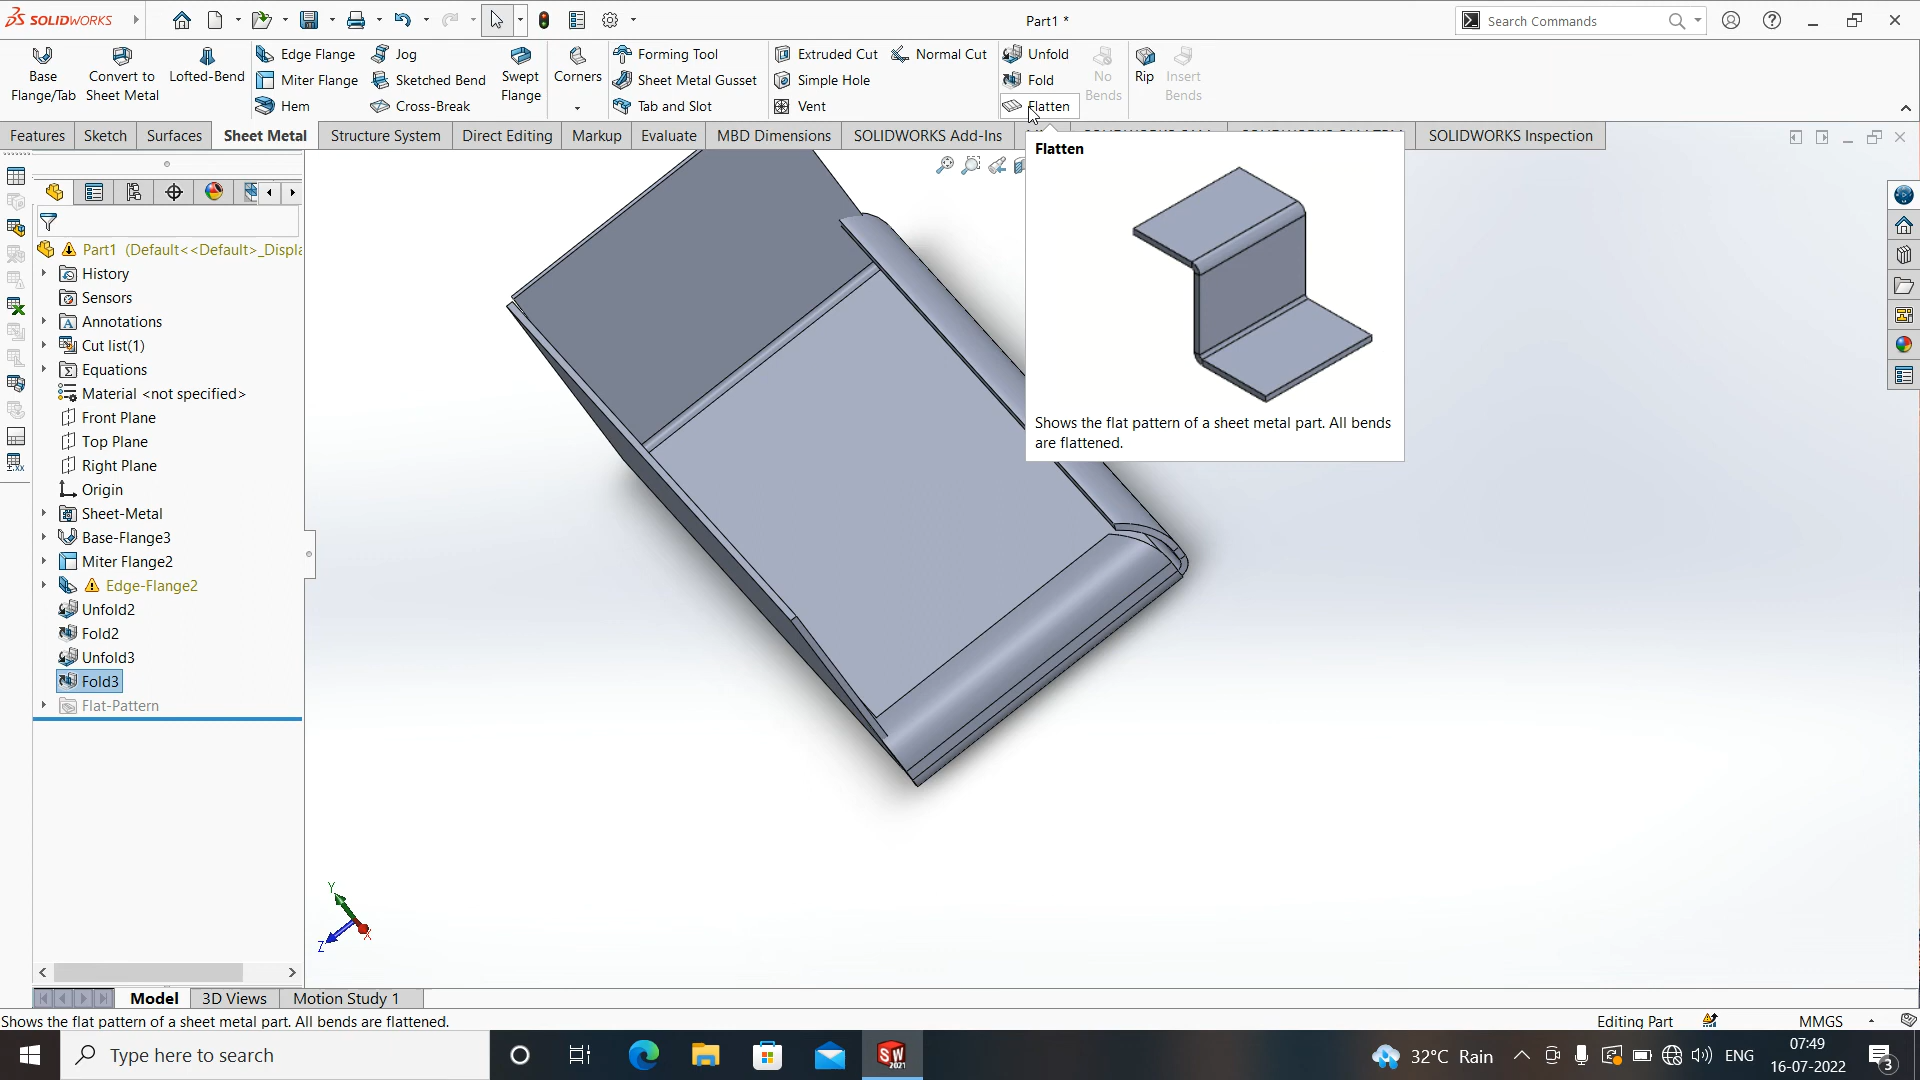 SOLIDWORKS
Part1 *
Search Commands
Base Flange/Tab
Convert to Sheet Metal
Lofted-Bend
Edge Flange
Miter Flange
Hem
Jog
Sketched Bend
Cross-Break
Swept Flange
Corners
Forming Tool
Sheet Metal Gusset
Tab and Slot
Extruded Cut
Simple Hole
Vent
Normal Cut
Unfold
Fold
Flatten
No Bends
Rip
Insert Bends
Features
Sketch
Surfaces
Sheet Metal
Structure System
Direct Editing
Markup
Evaluate
MBD Dimensions
SOLIDWORKS Add-Ins
SOLIDWORKS Inspection
Flatten
Shows the flat pattern of a sheet metal part. All bends
are flattened.
Part1 (Default<<Default>_Displa
History
Sensors
Annotations
Cut list(1)
Equations
Material <not specified>
Front Plane
Top Plane
Right Plane
Origin
Sheet-Metal
Base-Flange3
Miter Flange2
Edge-Flange2
Unfold2
Fold2
Unfold3
Fold3
Flat-Pattern
Y
Z
X
Model
3D Views
Motion Study 1
Shows the flat pattern of a sheet metal part. All bends are flattened.
Editing Part
MMGS
Type here to search
SW
2021
32°C Rain
ENG
07:49
16-07-2022
3